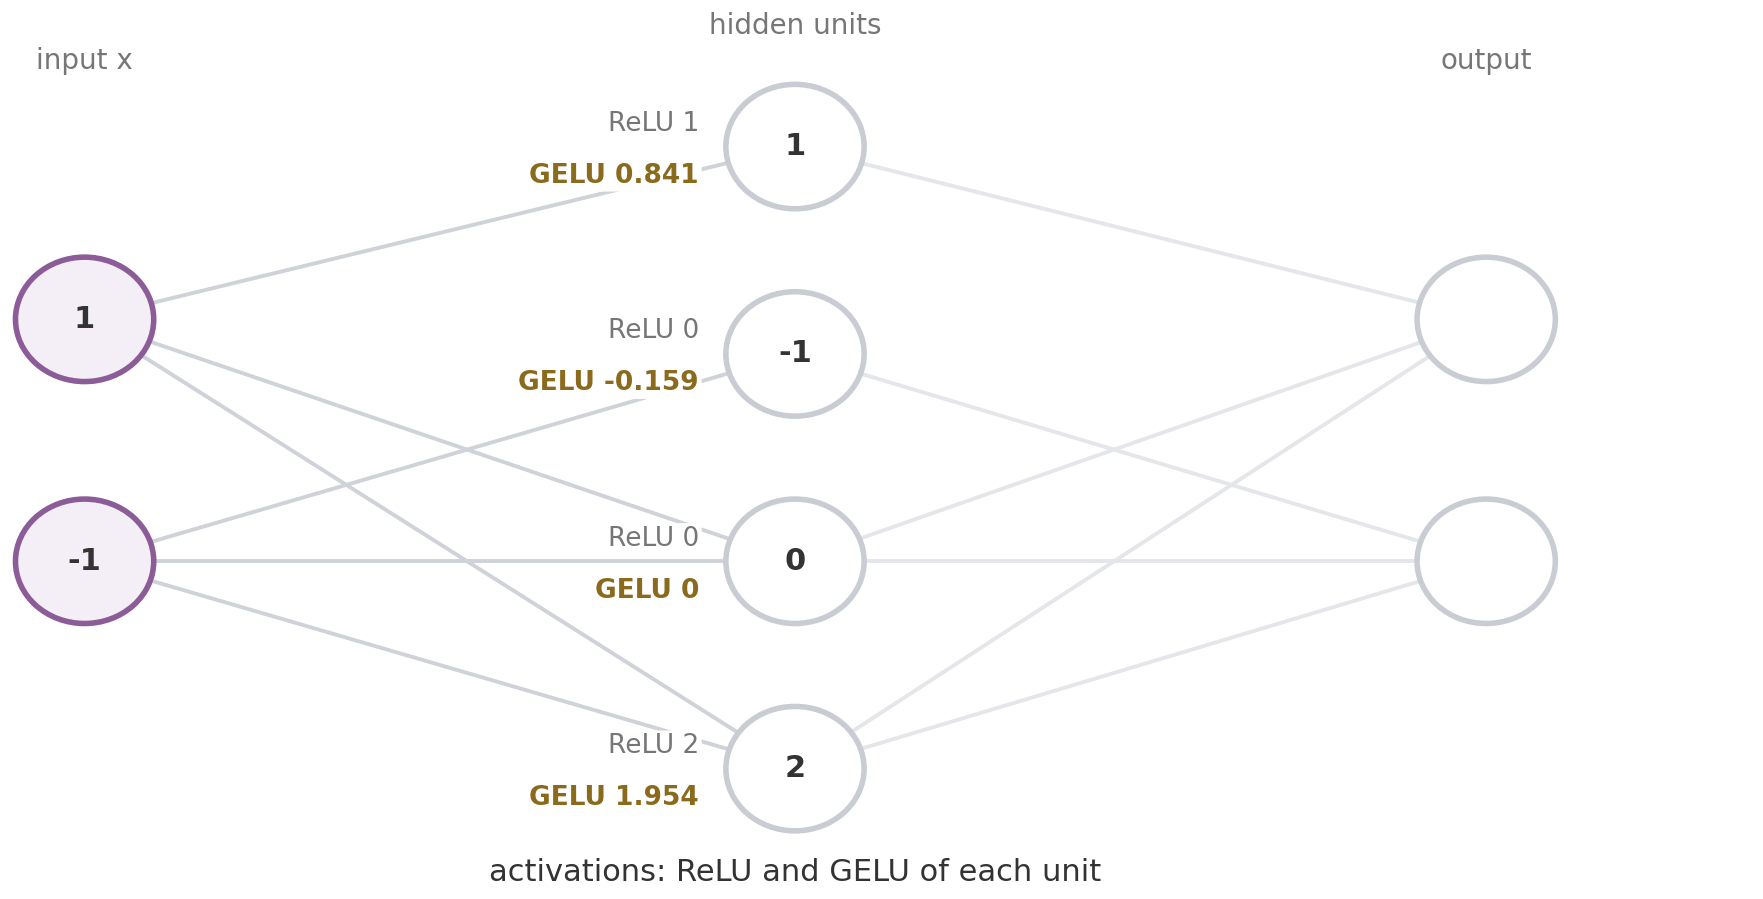 hidden units
input x
output
ReLU 1
GELU 0.841
1
ReLU 0
GELU -0.159
-1
1
ReLU 0
GELU 0
0
-1
ReLU 2
GELU 1.954
2
activations: ReLU and GELU of each unit